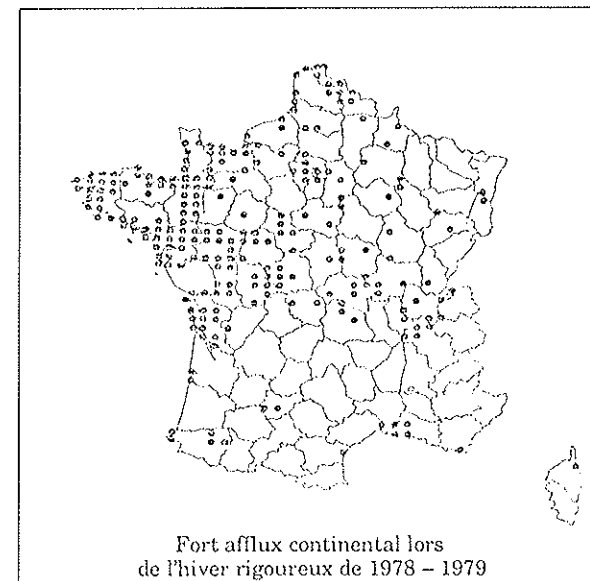 Fort afflux continental lors
de l'hiver rigoureux de 1978 – 1979